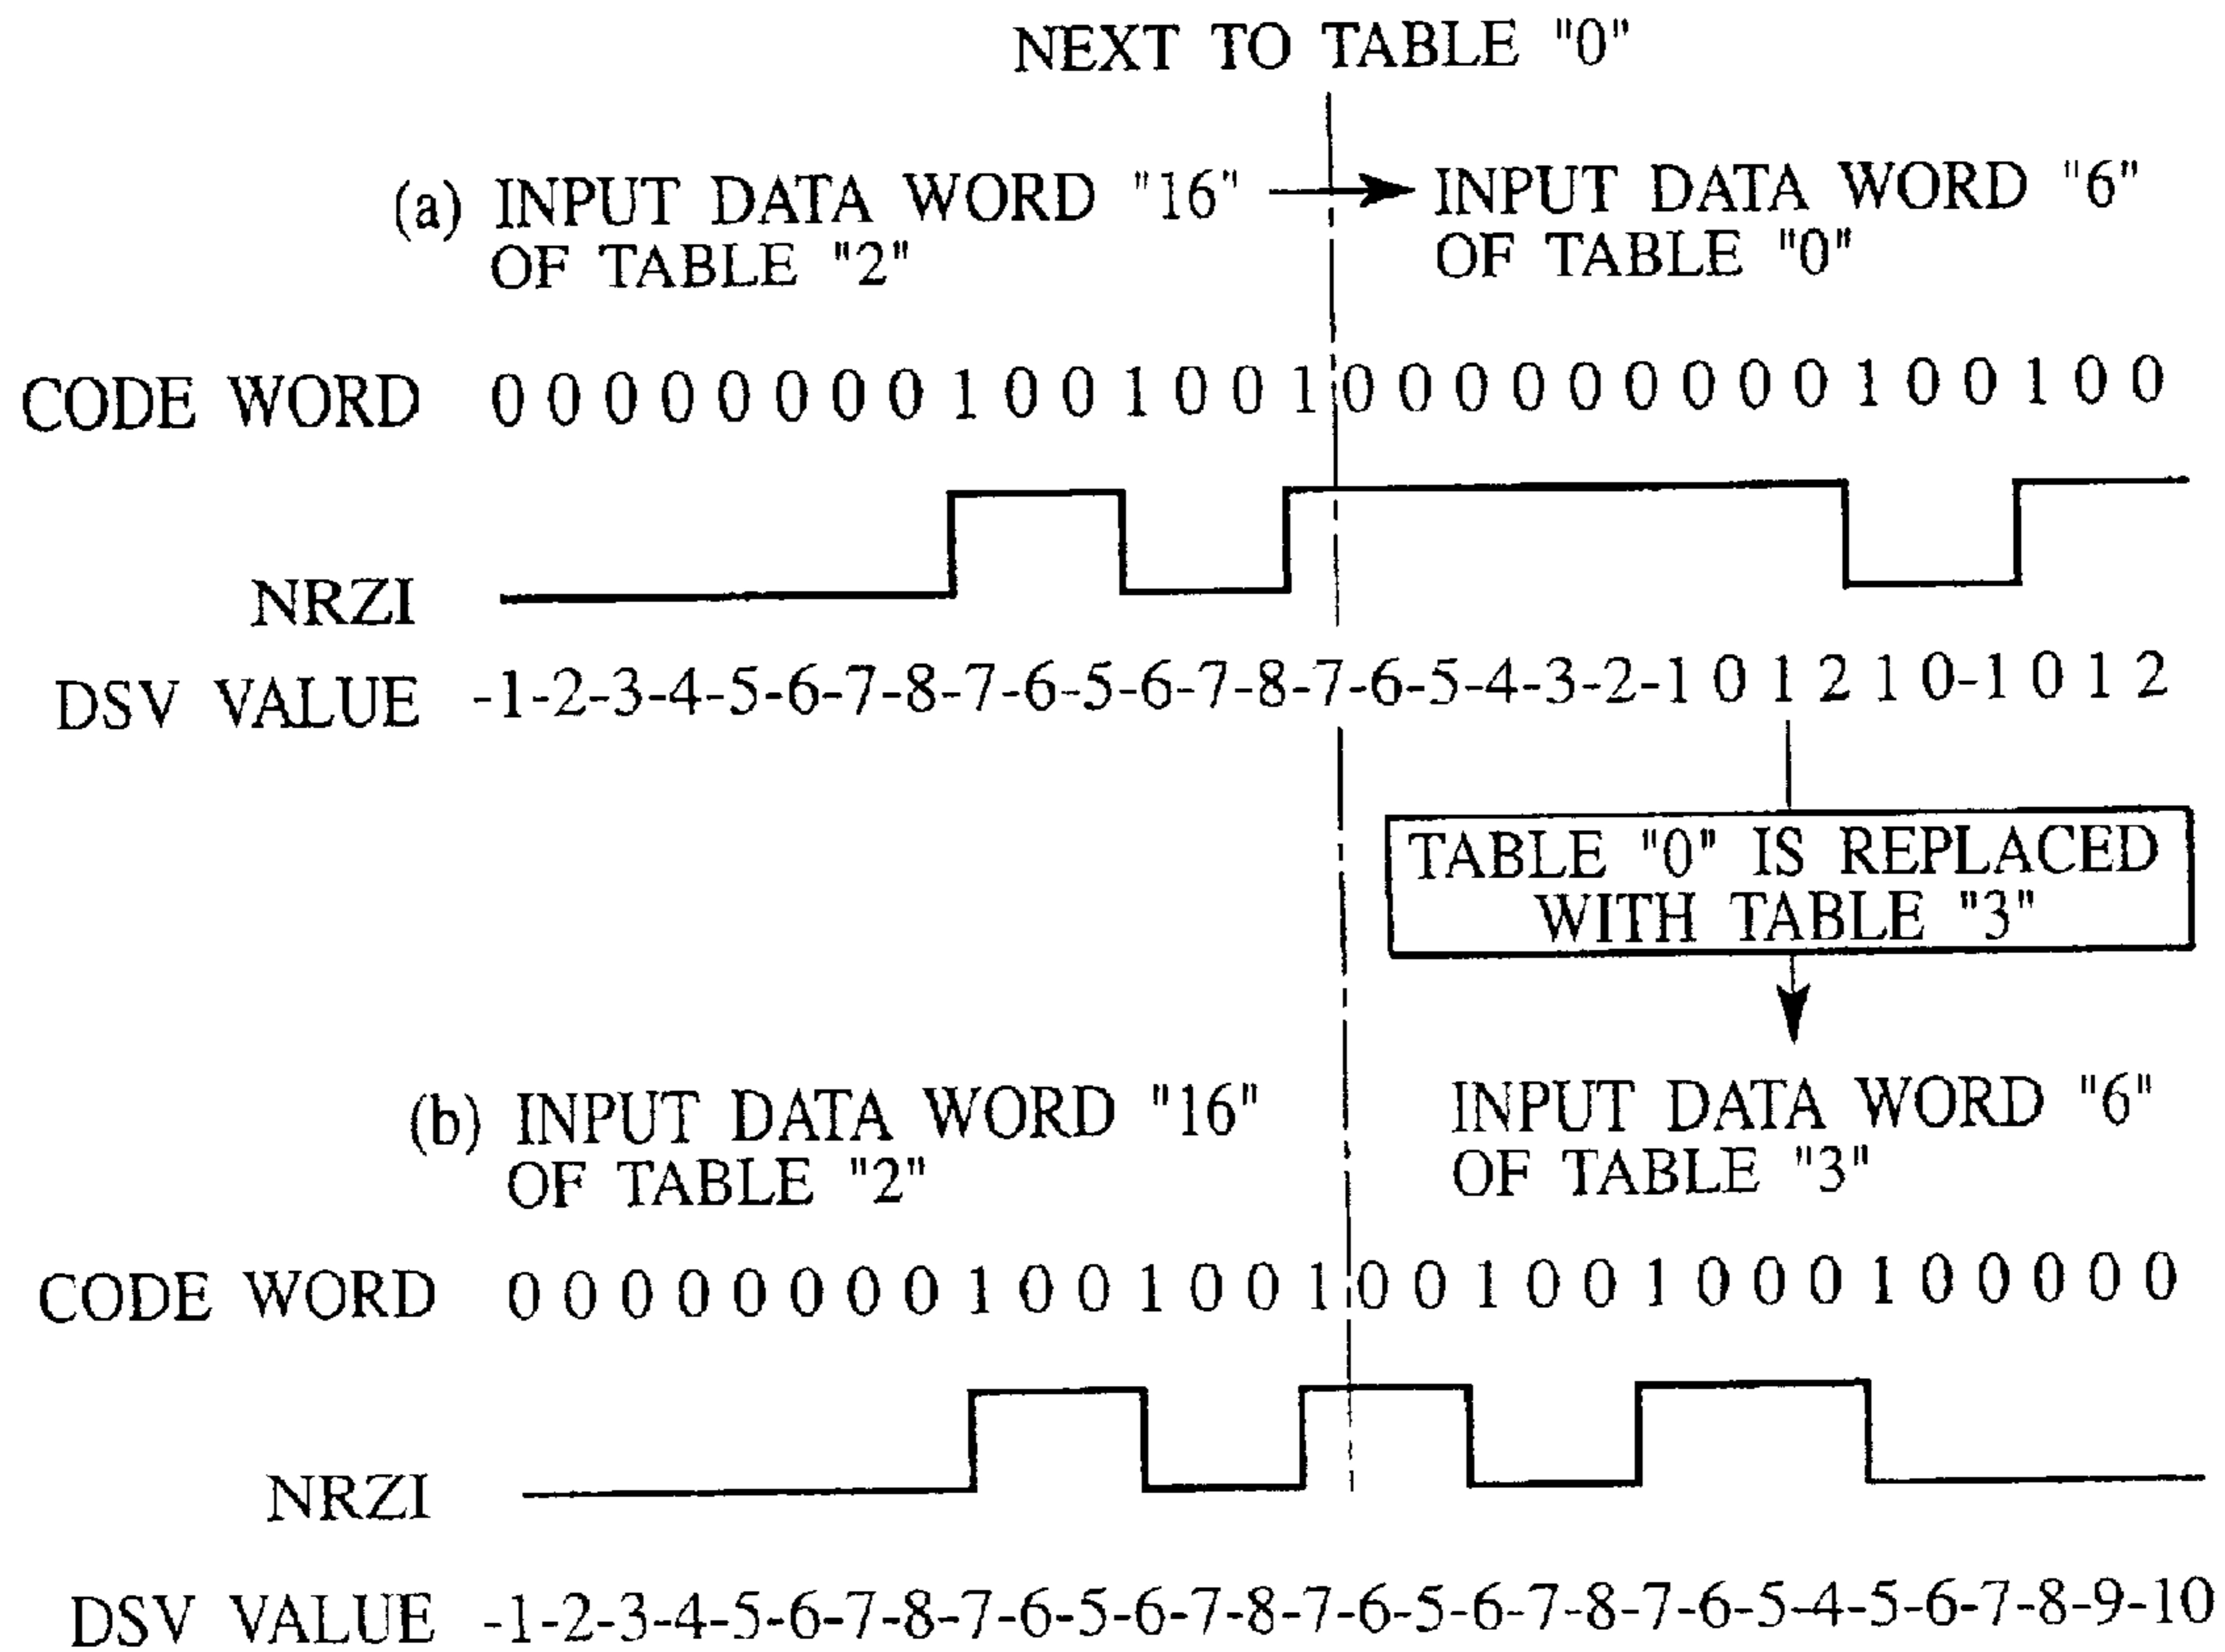 NEXT TO TABLE "0"
(a) INPUT DATA WORD "16"
OF TABLE "2"
INPUT DATA WORD "6"
OF TABLE "0"
CODE WORD 0 0 0 0 0 0 0 0 1 0 0 1 0 0 1 0 0 0 0 0 0 0 0 0 1 0 0 1 0 0
NRZI
DSV VALUE -1-2-3-4-5-6-7-8-7-6-5-6-7-8-7-6-5-4-3-2-1 0 1 2 1 0-1 0 1 2
TABLE "0" IS REPLACED
WITH TABLE "3"
(b) INPUT DATA WORD "16"
OF TABLE "2"
INPUT DATA WORD "6"
OF TABLE "3"
CODE WORD 0 0 0 0 0 0 0 0 1 0 0 1 0 0 1 0 0 1 0 0 1 0 0 0 1 0 0 0 0 0
NRZI
DSV VALUE -1-2-3-4-5-6-7-8-7-6-5-6-7-8-7-6-5-6-7-8-7-6-5-4-5-6-7-8-9-10